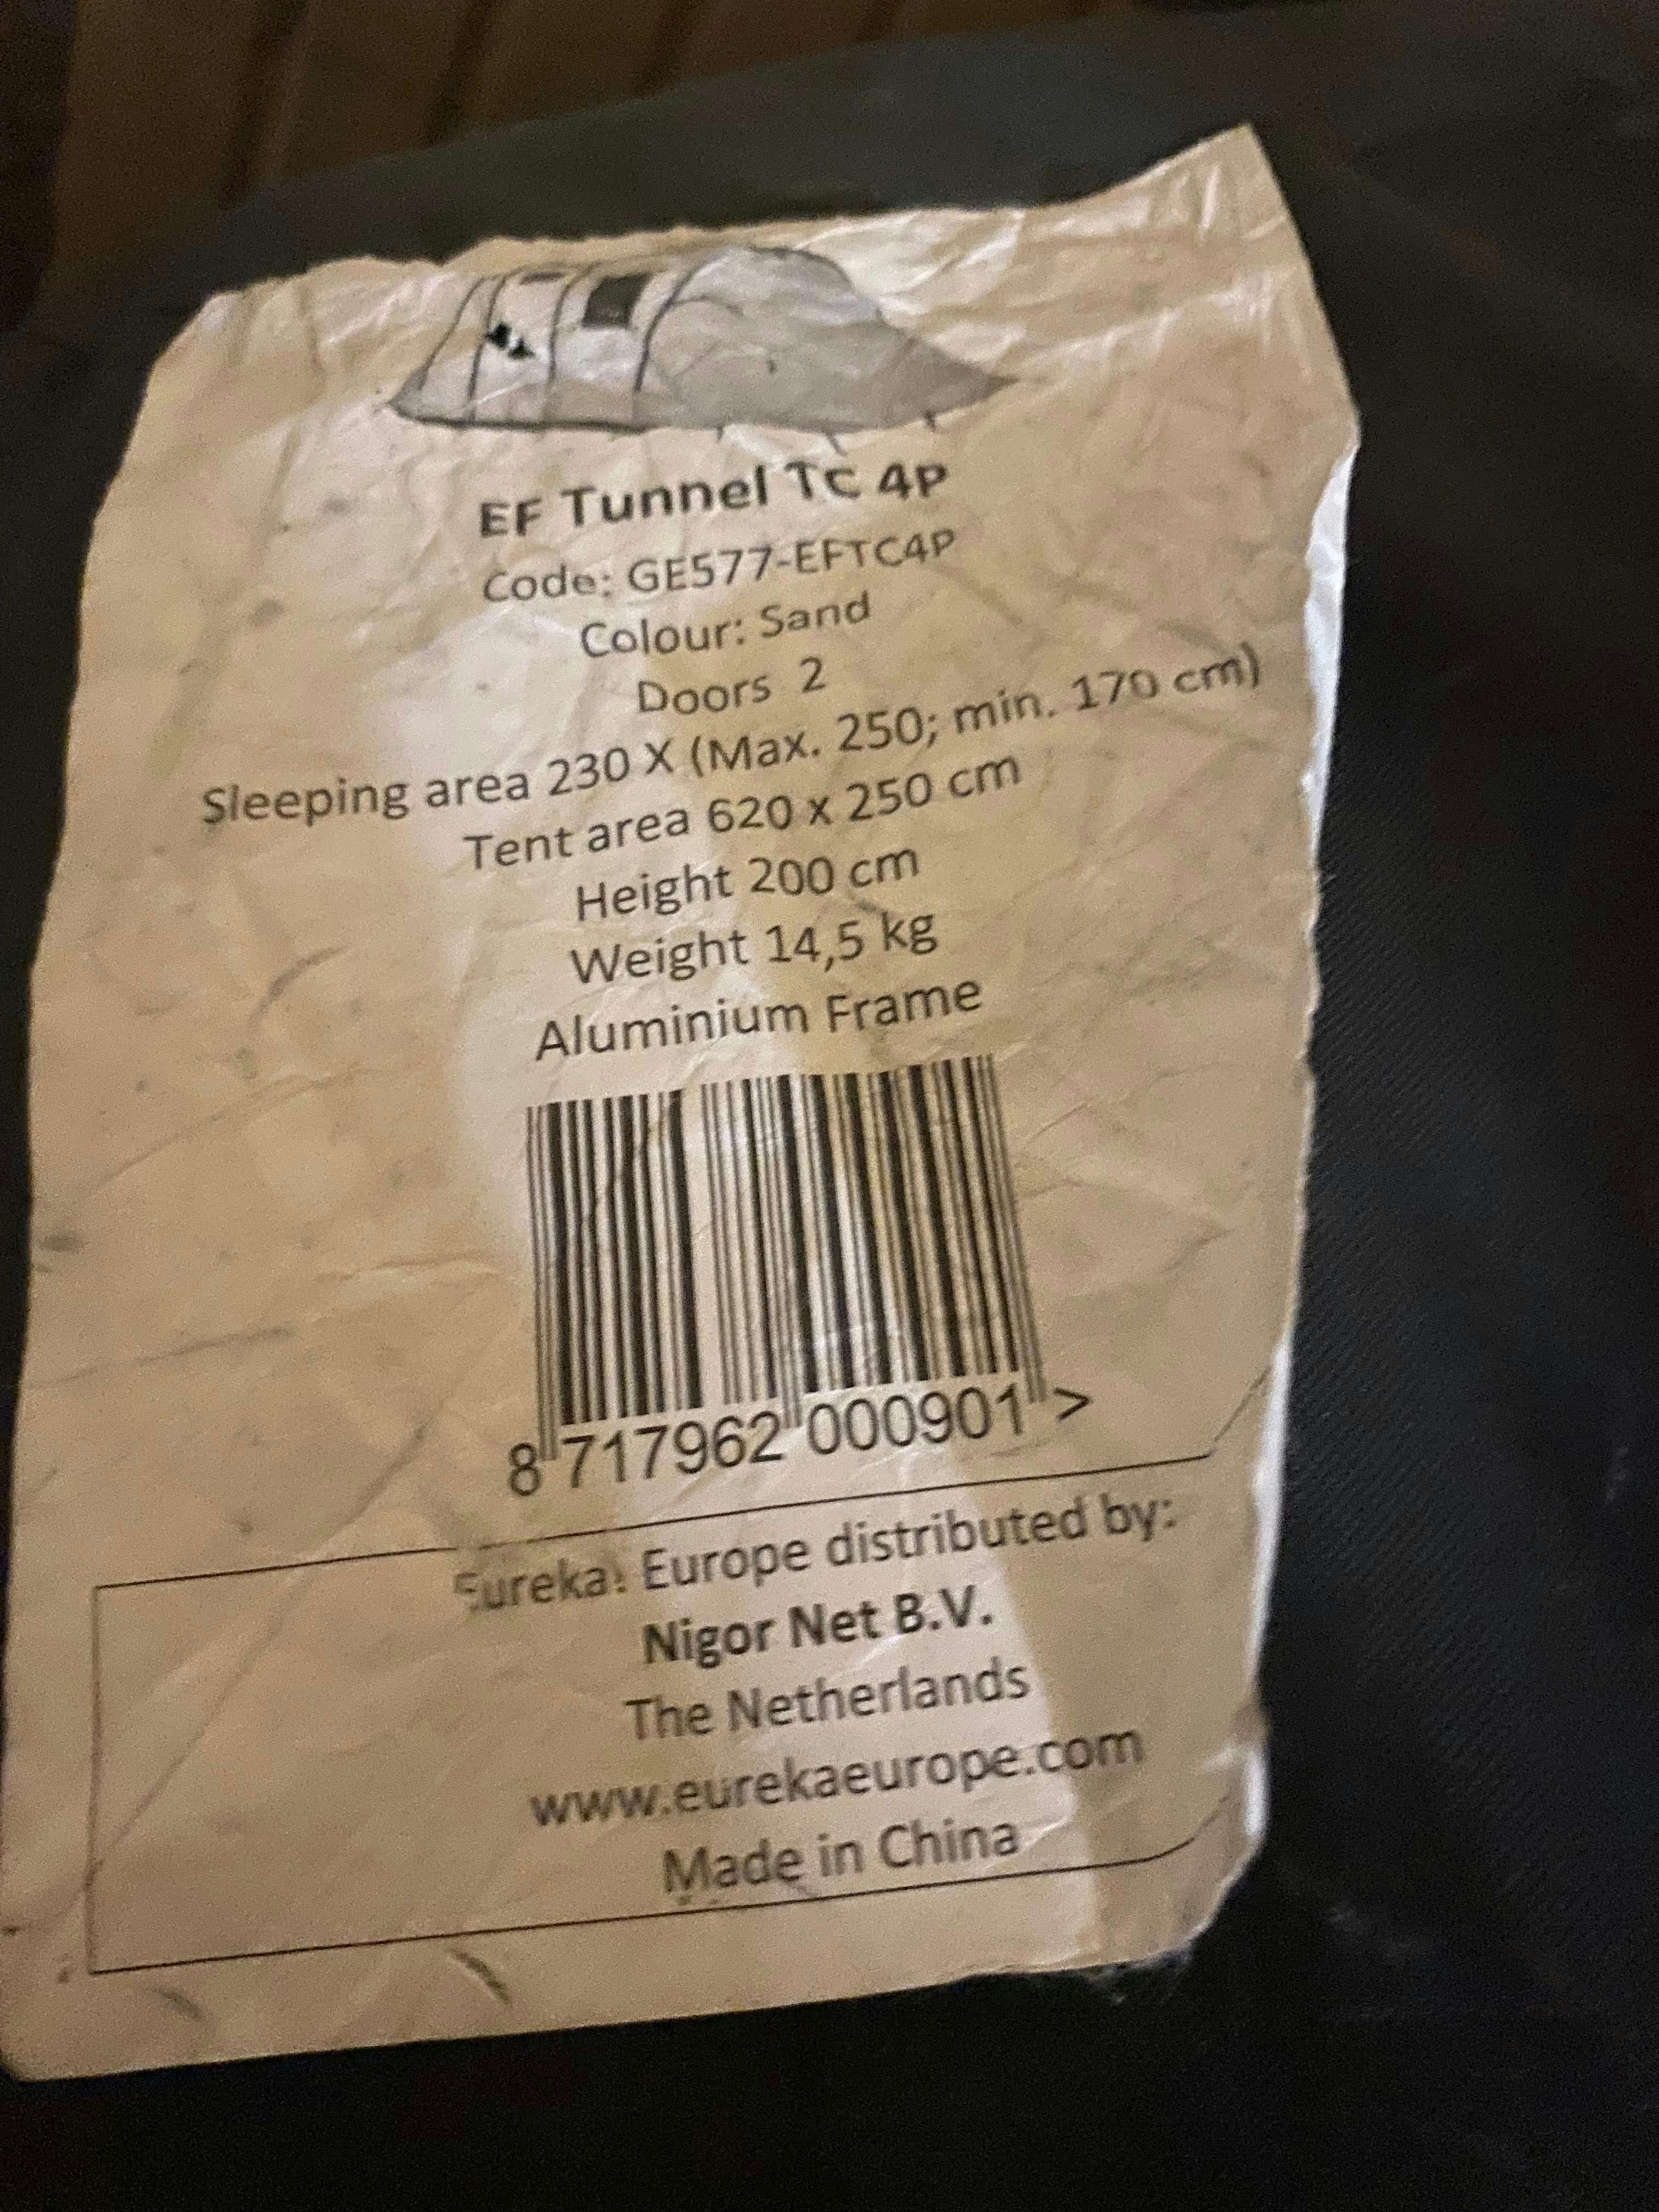 EF Tunnel TC 4P
Code: GE577-EFTC4P
Colour: Sand
Doors 2
Sleeping area 230 X (Max. 250; min. 170 cm)
Tent area 620 x 250 cm
Height 200 cm
Weight 14,5 kg
Aluminium Frame
8 717962 000901 >
Eureka! Europe distributed by:
Nigor Net B.V.
The Netherlands
www.eurekaeurope.com
Made in China